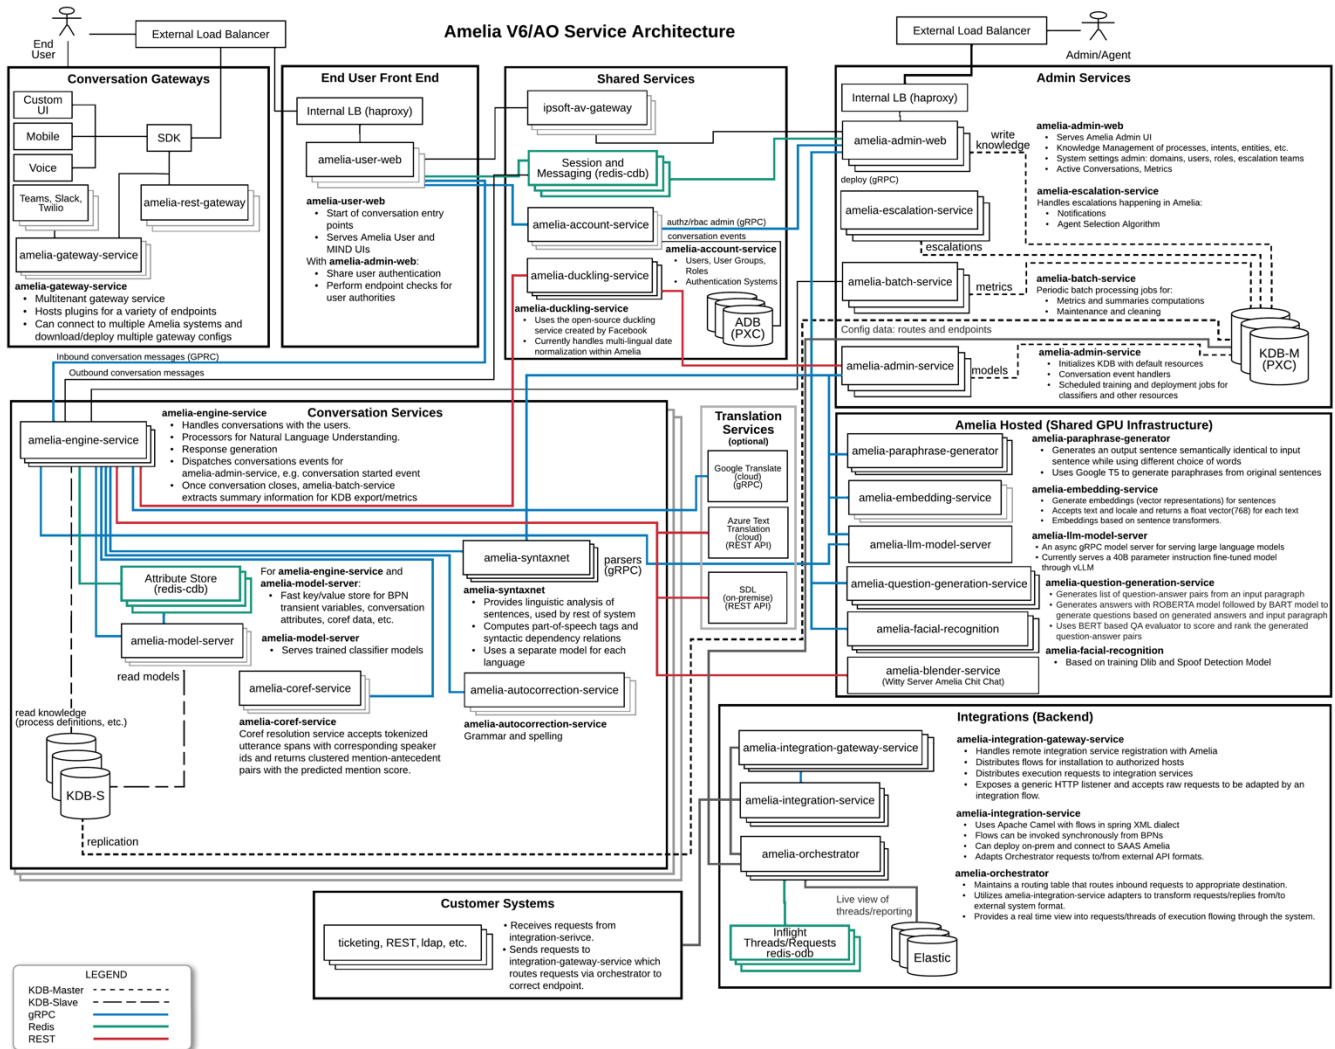 Amelia V6/AO Service Architecture
End
User
External Load Balancer
External Load Balancer
Admin/Agent
Conversation Gateways
Custom
UI
Mobile
Voice
SDK
Teams, Slack,
Twilio
amelia-rest-gateway
amelia-gateway-service
amelia-gateway-service
• Multitenant gateway service
• Hosts plugins for a variety of endpoints
• Can connect to multiple Amelia systems and
download/deploy multiple gateway configs
End User Front End
Internal LB (haproxy)
amelia-user-web
amelia-user-web
• Start of conversation entry
points
• Serves Amelia User and
MIND UIs
With amelia-admin-web:
• Share user authentication
• Perform endpoint checks for
user authorities
Shared Services
ipsoft-av-gateway
Session and
Messaging (redis-cdb)
amelia-account-service
authz/rbac admin (gRPC)
conversation events
amelia-account-service
• Users, User Groups,
Roles
• Authentication Systems
amelia-duckling-service
amelia-duckling-service
• Uses the open-source duckling
service created by Facebook
• Currently handles multi-lingual date
normalization within Amelia
ADB
(PXC)
Admin Services
Internal LB (haproxy)
amelia-admin-web
write
knowledge
deploy (gRPC)
amelia-admin-web
• Serves Amelia Admin UI
• Knowledge Management of processes, intents, entities, etc.
• System settings admin: domains, users, roles, escalation teams
• Active Conversations, Metrics
amelia-escalation-service
escalations
amelia-escalation-service
Handles escalations happening in Amelia:
• Notifications
• Agent Selection Algorithm
amelia-batch-service
metrics
amelia-batch-service
Periodic batch processing jobs for:
• Metrics and summaries computations
• Maintenance and cleaning
Config data: routes and endpoints
amelia-admin-service
models
amelia-admin-service
• Initializes KDB with default resources
• Conversation event handlers
• Scheduled training and deployment jobs for
classifiers and other resources
KDB-M
(PXC)
Inbound conversation messages (GPRC)
Outbound conversation messages
Conversation Services
amelia-engine-service
amelia-engine-service
• Handles conversations with the users.
• Processors for Natural Language Understanding.
• Response generation
• Dispatches conversations events for
amelia-admin-service, e.g. conversation started event
• Once conversation closes, amelia-batch-service
extracts summary information for KDB export/metrics
Attribute Store
(redis-cdb)
For amelia-engine-service and
amelia-model-server:
• Fast key/value store for BPN
transient variables, conversation
attributes, coref data, etc.
amelia-model-server
amelia-model-server
• Serves trained classifier models
read models
amelia-syntaxnet
parsers
(gRPC)
amelia-syntaxnet
• Provides linguistic analysis of
sentences, used by rest of system
• Computes part-of-speech tags and
syntactic dependency relations
• Uses a separate model for each
language
amelia-coref-service
amelia-coref-service
Coref resolution service accepts tokenized
utterance spans with corresponding speaker
ids and returns clustered mention-antecedent
pairs with the predicted mention score.
amelia-autocorrection-service
amelia-autocorrection-service
Grammar and spelling
read knowledge
(process definitions, etc.)
KDB-S
replication
Translation
Services
(optional)
Google Translate
(cloud)
(gRPC)
Azure Text
Translation
(cloud)
(REST API)
SDL
(on-premise)
(REST API)
Amelia Hosted (Shared GPU Infrastructure)
amelia-paraphrase-generator
amelia-paraphrase-generator
• Generates an output sentence semantically identical to input
sentence while using different choice of words
• Uses Google T5 to generate paraphrases from original sentences
amelia-embedding-service
amelia-embedding-service
• Generate embeddings (vector representations) for sentences
• Accepts text and locale and returns a float vector(768) for each text
• Embeddings based on sentence transformers.
amelia-llm-model-server
amelia-llm-model-server
• An async gRPC model server for serving large language models
• Currently serves a 40B parameter instruction fine-tuned model
through vLLM
amelia-question-generation-service
amelia-question-generation-service
• Generates list of question-answer pairs from an input paragraph
• Generates answers with ROBERTA model followed by BART model to
generate questions based on generated answers and input paragraph
• Uses BERT based QA evaluator to score and rank the generated
question-answer pairs
amelia-facial-recognition
amelia-facial-recognition
• Based on training Dlib and Spoof Detection Model
amelia-blender-service
(Witty Server Amelia Chit Chat)
Integrations (Backend)
amelia-integration-gateway-service
amelia-integration-gateway-service
• Handles remote integration service registration with Amelia
• Distributes flows for installation to authorized hosts
• Distributes execution requests to integration services
• Exposes a generic HTTP listener and accepts raw requests to be adapted by an
integration flow.
amelia-integration-service
amelia-integration-service
• Uses Apache Camel with flows in spring XML dialect
• Flows can be invoked synchronously from BPNs
• Can deploy on-prem and connect to SAAS Amelia
• Adapts Orchestrator requests to/from external API formats.
amelia-orchestrator
amelia-orchestrator
• Maintains a routing table that routes inbound requests to appropriate destination.
• Utilizes amelia-integration-service adapters to transform requests/replies from/to
external system format.
• Provides a real time view into requests/threads of execution flowing through the system.
Live view of
threads/reporting
Inflight
Threads/Requests
redis-odb
Elastic
Customer Systems
ticketing, REST, ldap, etc.
• Receives requests from
integration-serivce.
• Sends requests to
integration-gateway-service which
routes requests via orchestrator to
correct endpoint.
LEGEND
KDB-Master
KDB-Slave
gRPC
Redis
REST